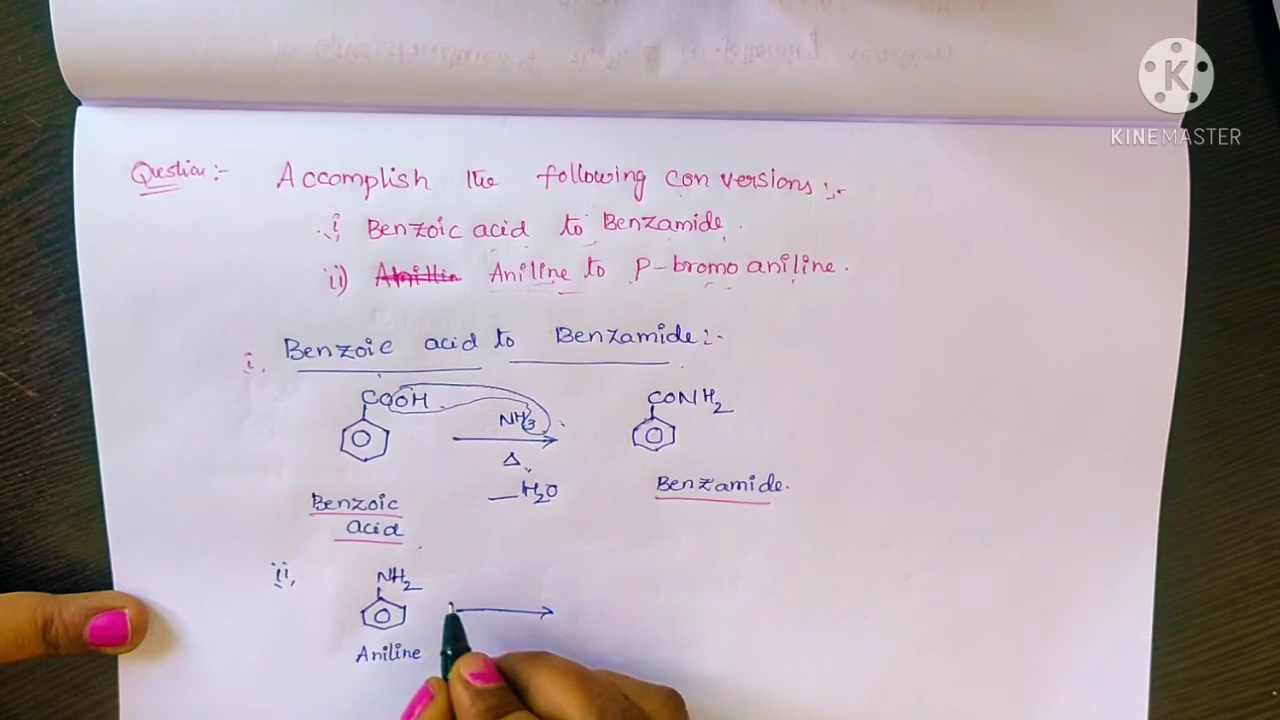 KINEMASTER
Question:- Accomplish the following conversions:-
i, Benzoic acid to Benzamide.
ii) Aniline to P-bromo aniline.
i, Benzoic acid to Benzamide:-
COOH NH3 CONH2
Δ
-H2O
Benzoic acid
Benzamide.
ii, NH2
Aniline